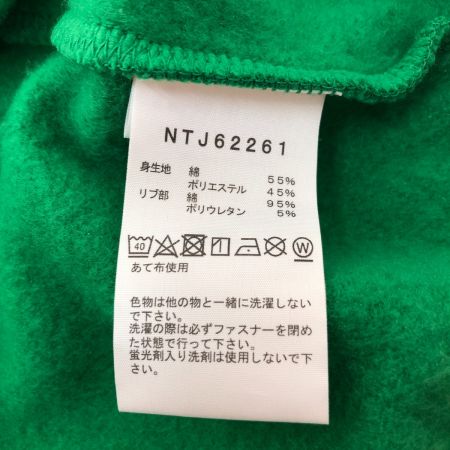 NTJ62261
身生地 綿 55%
ポリエステル 45%
リブ部 綿 95%
ポリウレタン 5%
40 W
あて布使用
色物は他の物と一緒に洗濯しない
で下さい。
洗濯の際は必ずファスナーを閉め
た状態で行って下さい。
蛍光剤入り洗剤は使用しないで下
さい。